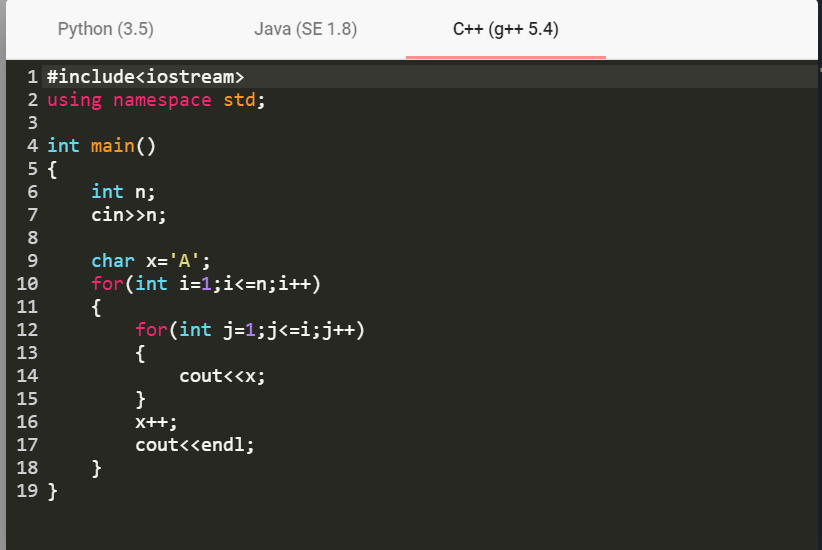 Python (3.5) Java (SE 1.8) C++ (g++ 5.4)
1 #include<iostream>
2 using namespace std;
3
4 int main()
5 {
6     int n;
7     cin>>n;
8
9     char x='A';
10     for(int i=1;i<=n;i++)
11     {
12         for(int j=1;j<=i;j++)
13         {
14             cout<<x;
15         }
16         x++;
17         cout<<endl;
18     }
19 }